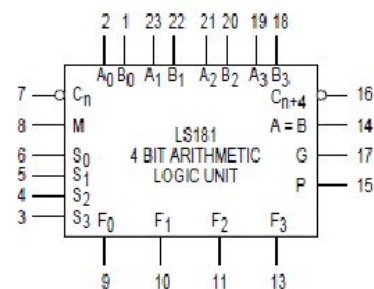 2 1 23 22 21 20 19 18
A0 B0 A1 B1 A2 B2 A3 B3
7 Cn Cn+4 16
8 M A = B 14
LS181
6 S0 4 BIT ARITHMETIC G 17
5 S1 LOGIC UNIT
4 S2 P 15
3 S3 F0 F1 F2 F3
9 10 11 13